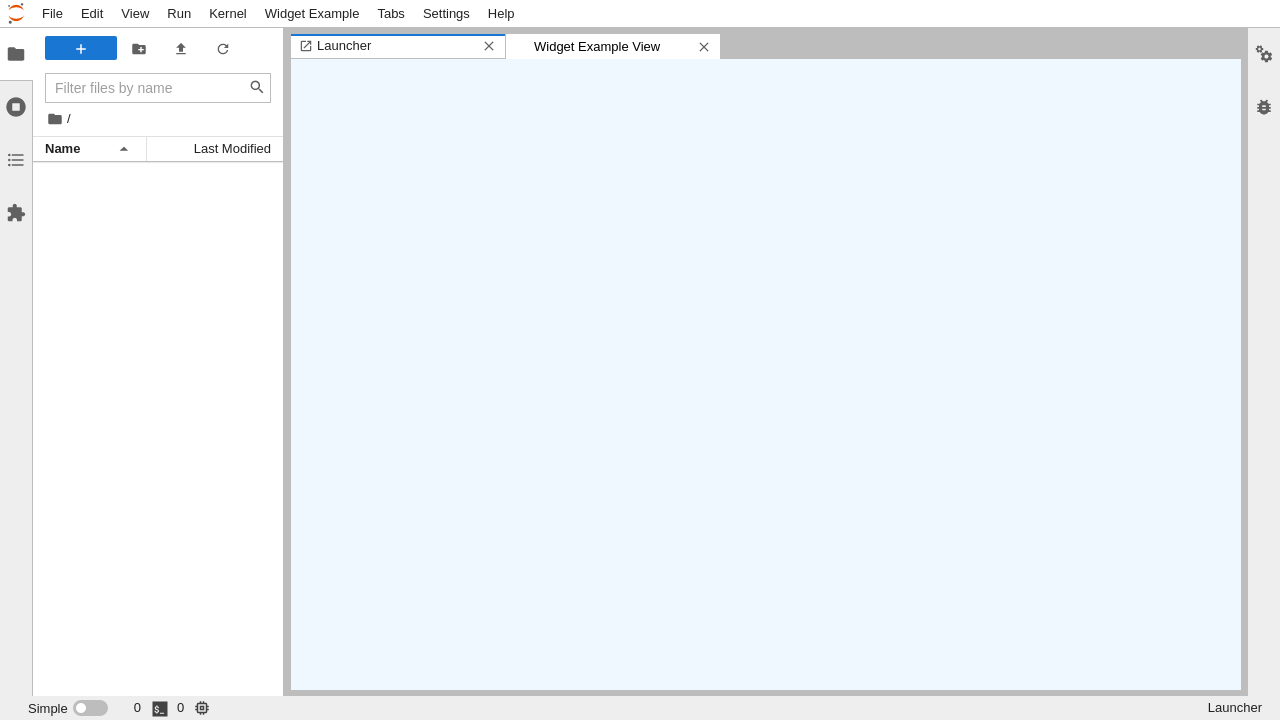 File Edit View Run Kernel Widget Example Tabs Settings Help
Launcher
Widget Example View
Filter files by name
/
Name
Last Modified
Simple
0
0
Launcher